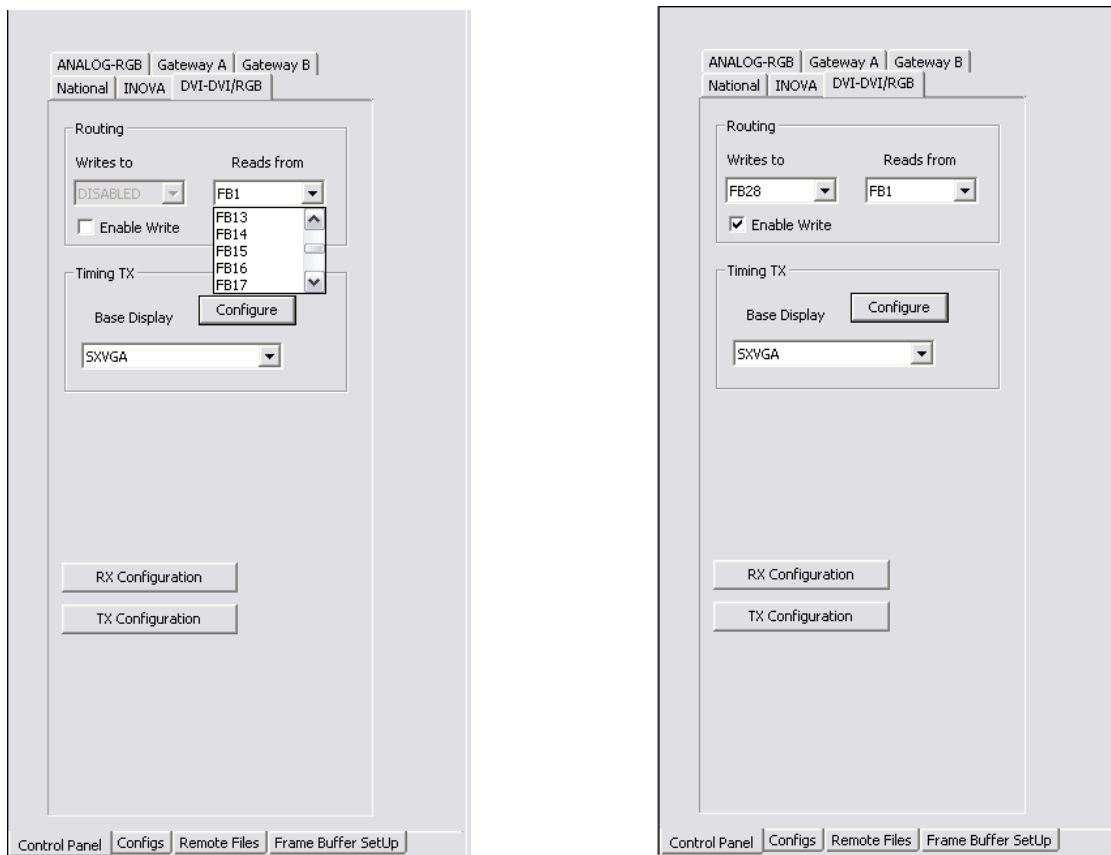 ANALOG-RGB Gateway A Gateway B
National INOVA DVI-DVI/RGB
Routing
Writes to Reads from
DISABLED FB1
Enable Write
FB13
FB14
FB15
FB16
FB17
Timing TX
Configure
Base Display
SXVGA
RX Configuration
TX Configuration
Control Panel Configs Remote Files Frame Buffer SetUp
ANALOG-RGB Gateway A Gateway B
National INOVA DVI-DVI/RGB
Routing
Writes to Reads from
FB28 FB1
Enable Write
Timing TX
Configure
Base Display
SXVGA
RX Configuration
TX Configuration
Control Panel Configs Remote Files Frame Buffer SetUp